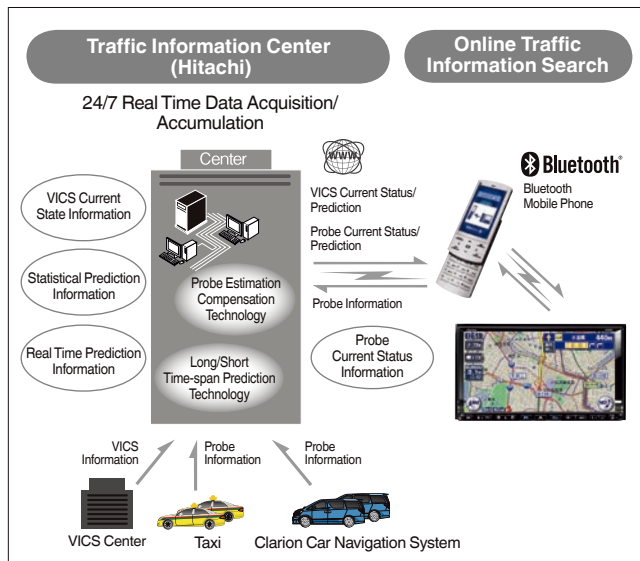 Traffic Information Center
(Hitachi)
Online Traffic
Information Search
24/7 Real Time Data Acquisition/
Accumulation
Center
WWW
VICS Current
State Information
Statistical Prediction
Information
Real Time Prediction
Information
Probe Estimation
Compensation
Technology
Long/Short
Time-span Prediction
Technology
VICS Current Status/
Prediction
Probe Current Status/
Prediction
Probe Information
Probe
Current Status
Information
Bluetooth®
Bluetooth
Mobile Phone
VICS
Information
Probe
Information
Probe
Information
VICS Center
Taxi
Clarion Car Navigation System